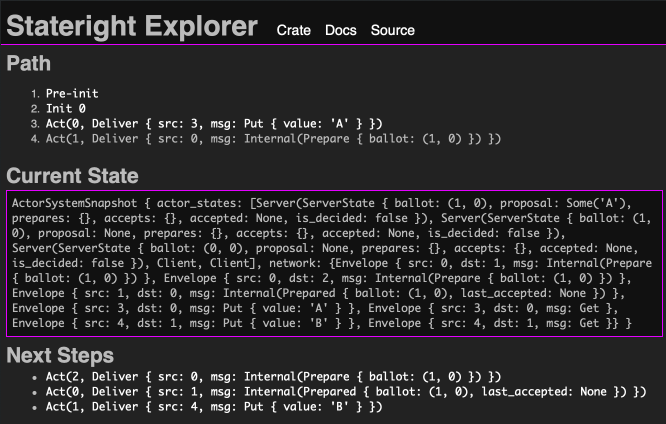 Stateright Explorer Crate Docs Source
Path
1. Pre-init
2. Init 0
3. Act(0, Deliver { src: 3, msg: Put { value: 'A' } })
4. Act(1, Deliver { src: 0, msg: Internal(Prepare { ballot: (1, 0) }) })
Current State
ActorSystemSnapshot { actor_states: [Server(ServerState { ballot: (1, 0), proposal: Some('A'),
prepares: {}, accepts: {}, accepted: None, is_decided: false }), Server(ServerState { ballot: (1,
0), proposal: None, prepares: {}, accepts: {}, accepted: None, is_decided: false }),
Server(ServerState { ballot: (0, 0), proposal: None, prepares: {}, accepts: {}, accepted: None,
is_decided: false }), Client, Client], network: {Envelope { src: 0, dst: 1, msg: Internal(Prepare
{ ballot: (1, 0) }) }, Envelope { src: 0, dst: 2, msg: Internal(Prepare { ballot: (1, 0) }) },
Envelope { src: 1, dst: 0, msg: Internal(Prepared { ballot: (1, 0), last_accepted: None }) },
Envelope { src: 3, dst: 0, msg: Put { value: 'A' } }, Envelope { src: 3, dst: 0, msg: Get },
Envelope { src: 4, dst: 1, msg: Put { value: 'B' } }, Envelope { src: 4, dst: 1, msg: Get }} }
Next Steps
• Act(2, Deliver { src: 0, msg: Internal(Prepare { ballot: (1, 0) }) })
• Act(0, Deliver { src: 1, msg: Internal(Prepared { ballot: (1, 0), last_accepted: None }) })
• Act(1, Deliver { src: 4, msg: Put { value: 'B' } })